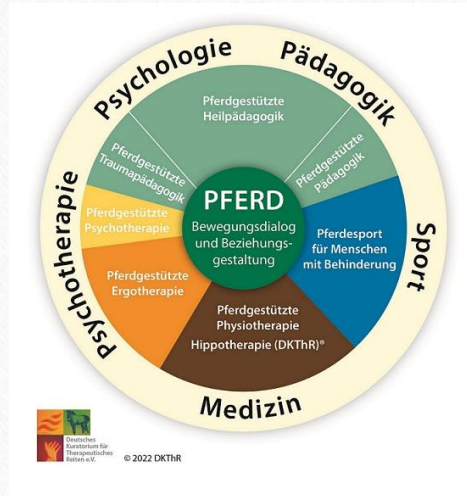 Psychologie
Pädagogik
Pferdgestützte
Heilpädagogik
Pferdgestützte
Traumapädagogik
Pferdgestützte
Pädagogik
Psychotherapie
Pferdgestützte
Psychotherapie
PFERD
Bewegungsdialog
und Beziehungs-
gestaltung
Pferdesport
für Menschen
mit Behinderung
Sport
Pferdgestützte
Ergotherapie
Pferdgestützte
Physiotherapie
Hippotherapie (DKThR)®
Medizin
Deutsches
Kuratorium für
Therapeutisches
Reiten e.V.
© 2022 DKThR